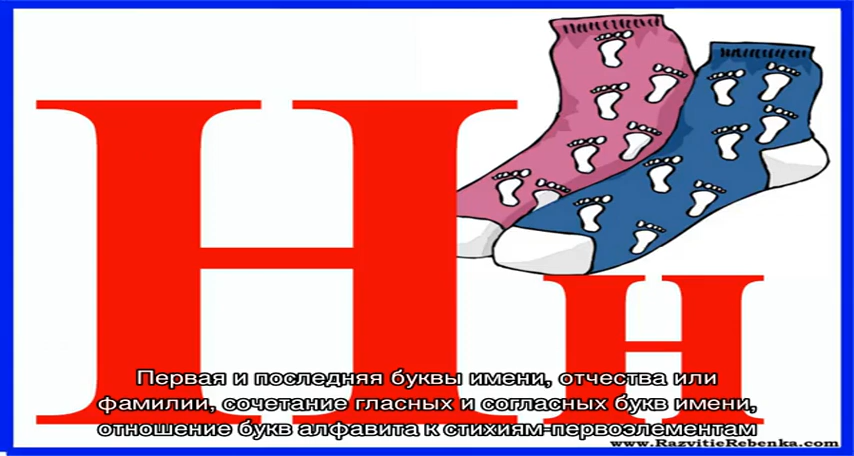 Н н
Первая и последняя буквы имени, отчества или
фамилии, сочетание гласных и согласных букв имени,
отношение букв алфавита к стихиям-первоэлементам
www.RazvitieRebenka.com